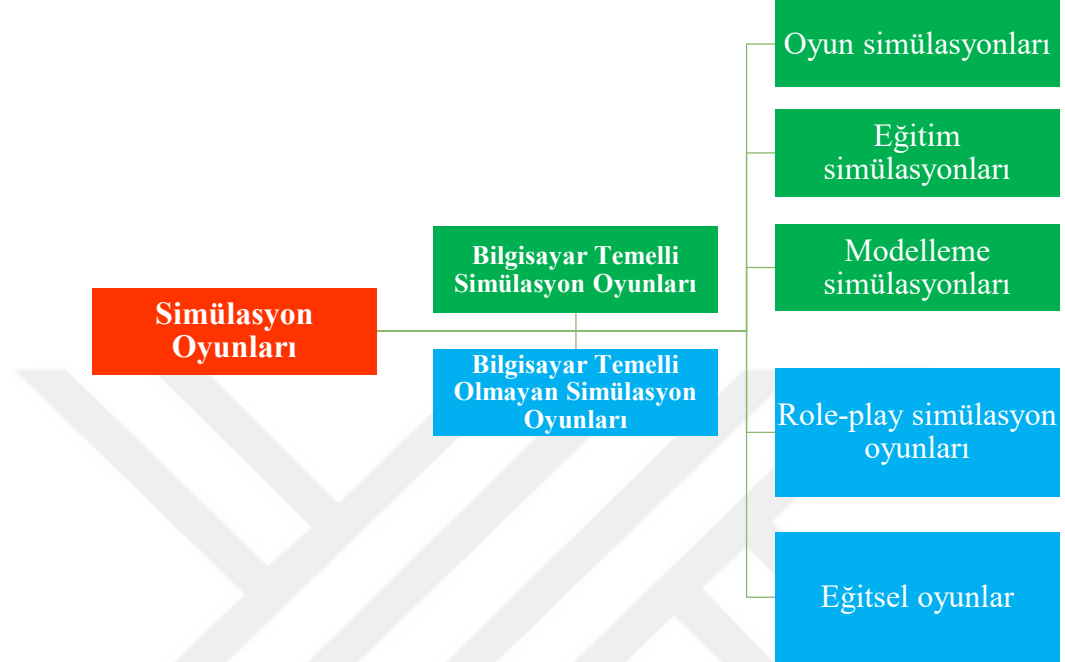 Simülasyon
Oyunları
Bilgisayar Temelli
Simülasyon Oyunları
Bilgisayar Temelli
Olmayan Simülasyon
Oyunları
Oyun simülasyonları
Eğitim
simülasyonları
Modelleme
simülasyonları
Role-play simülasyon
oyunları
Eğitsel oyunlar